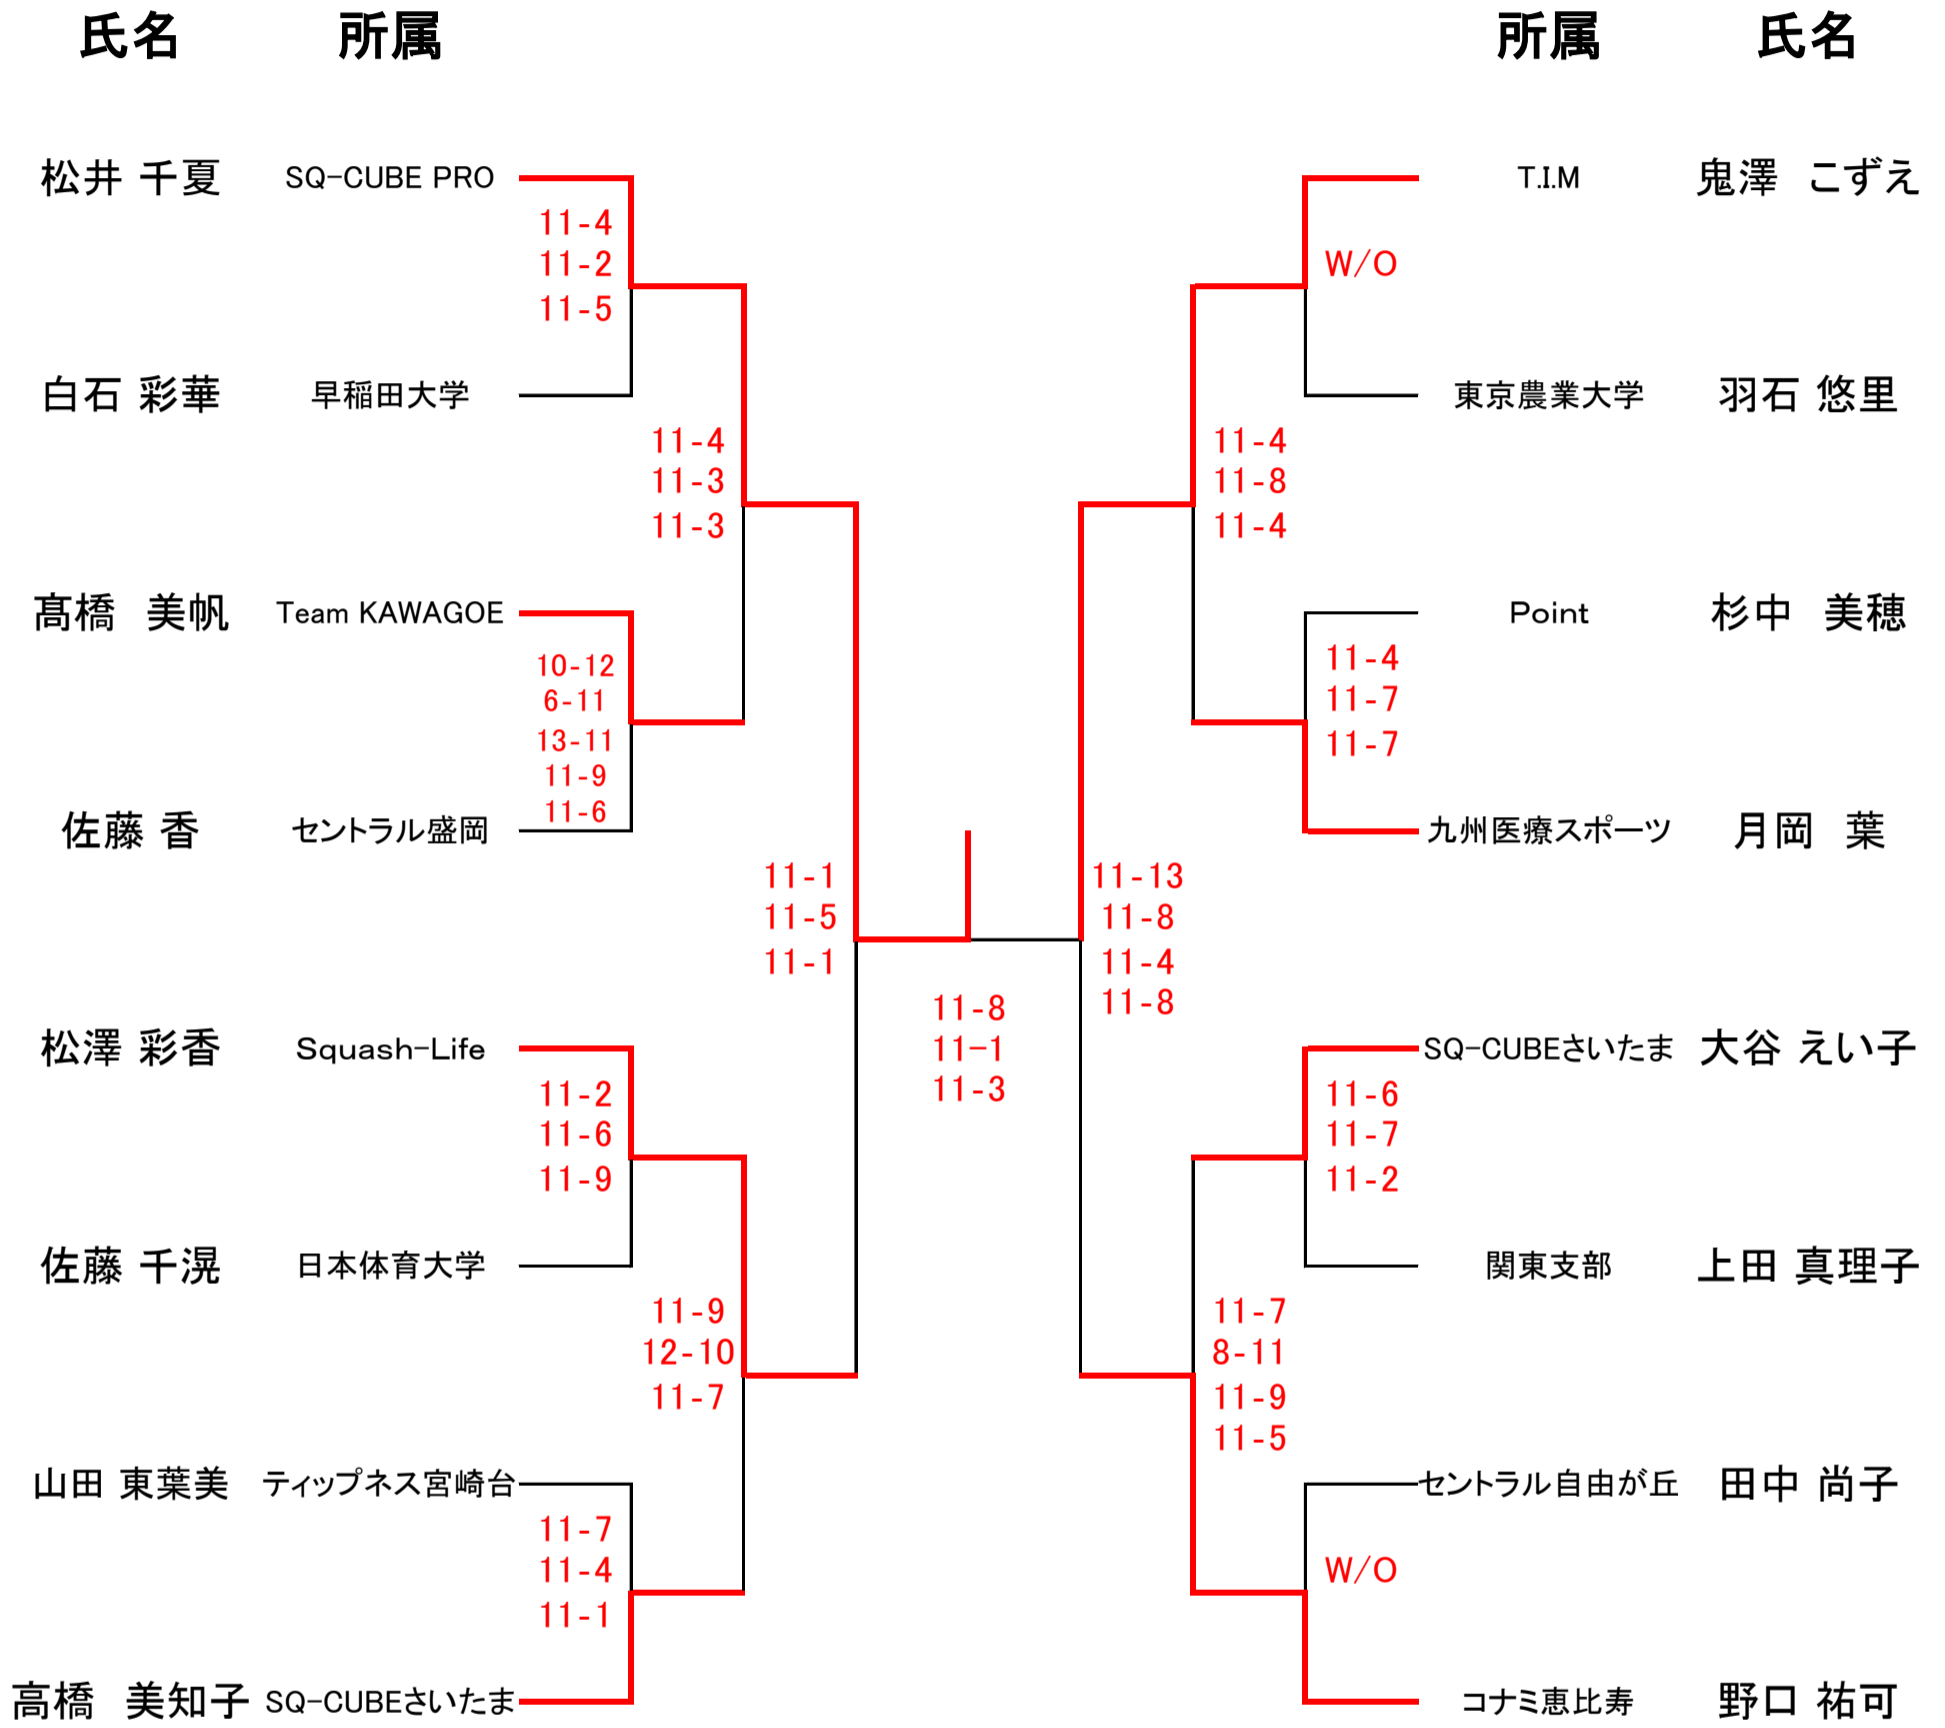 氏名 所属 所属 氏名
松井 千夏 SQ-CUBE PRO T.I.M 鬼澤 こずえ
11-4
11-2 W/O
11-5
白石 彩華 早稲田大学 東京農業大学 羽石 悠里
11-4 11-4
11-3 11-8
11-3 11-4
髙橋 美帆 Team KAWAGOE Point 杉中 美穂
10-12 11-4
6-11 11-7
13-11 11-7
11-9
11-6
佐藤 香 セントラル盛岡 九州医療スポーツ 月岡 葉
11-1 11-13
11-5 11-8
11-1 11-4
11-8 11-8
松澤 彩香 Squash-Life 11-1 SQ-CUBEさいたま 大谷 えい子
11-2 11-3 11-6
11-6 11-7
11-9 11-2
佐藤 千滉 日本体育大学 関東支部 上田 真理子
11-9 11-7
12-10 8-11
11-7 11-9
11-5
山田 東葉美 ティップネス宮崎台 セントラル自由が丘 田中 尚子
11-7
11-4 W/O
11-1
高橋 美知子 SQ-CUBEさいたま コナミ恵比寿 野口 祐可